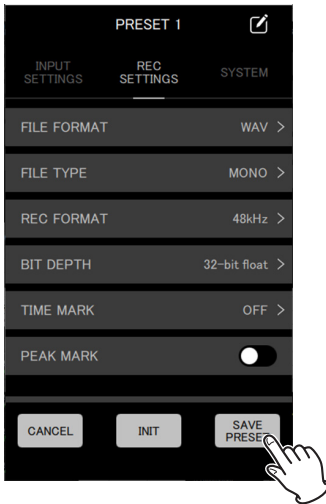 PRESET 1
INPUT
SETTINGS
REC
SETTINGS
SYSTEM
FILE FORMAT WAV >
FILE TYPE MONO >
REC FORMAT 48kHz >
BIT DEPTH 32-bit float >
TIME MARK OFF >
PEAK MARK
CANCEL
INIT
SAVE
PRESET